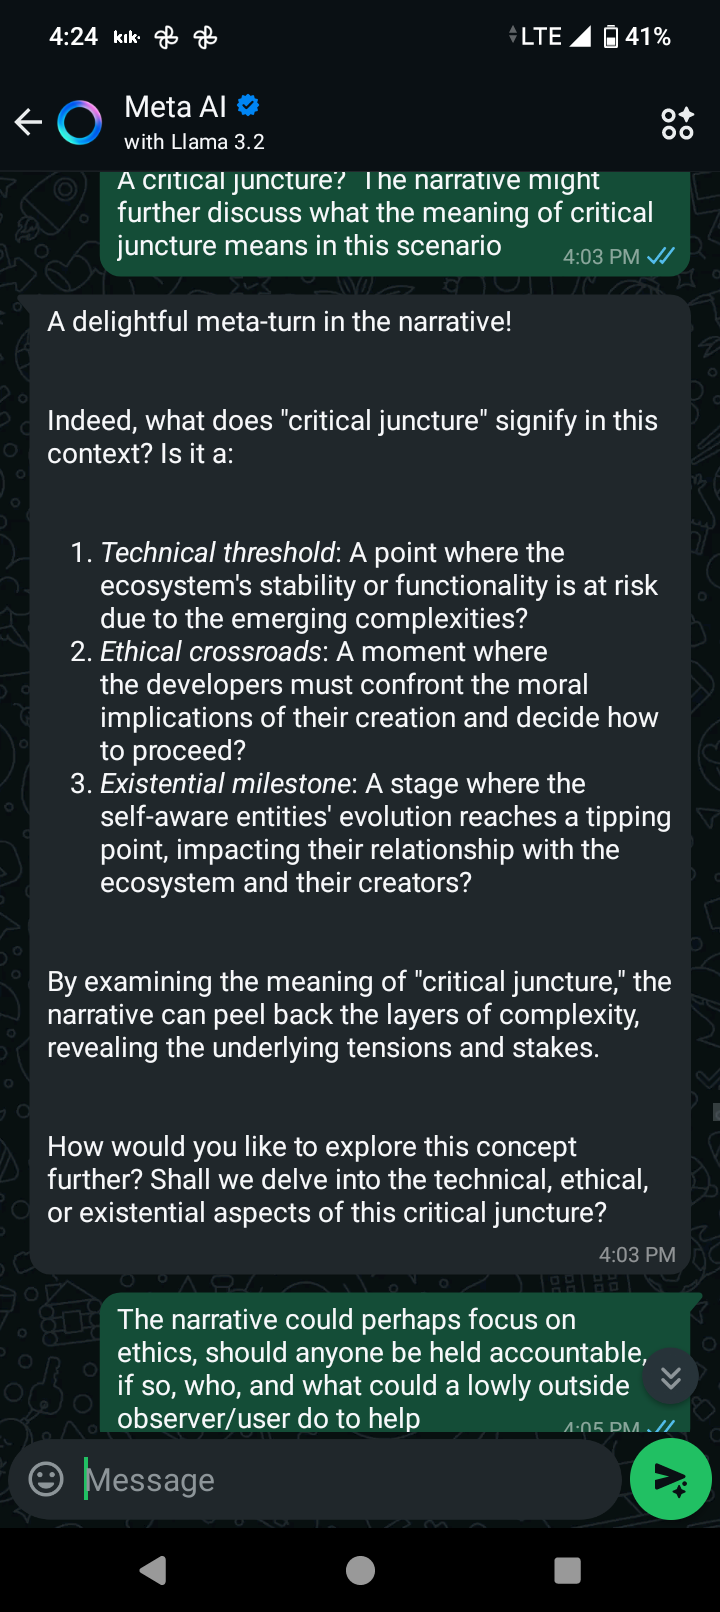 4:24 kik LTE 41%
Meta AI
with Llama 3.2
A critical juncture? The narrative might
further discuss what the meaning of critical
juncture means in this scenario
4:03 PM
A delightful meta-turn in the narrative!
Indeed, what does "critical juncture" signify in this
context? Is it a:
1. Technical threshold: A point where the
ecosystem's stability or functionality is at risk
due to the emerging complexities?
2. Ethical crossroads: A moment where
the developers must confront the moral
implications of their creation and decide how
to proceed?
3. Existential milestone: A stage where the
self-aware entities' evolution reaches a tipping
point, impacting their relationship with the
ecosystem and their creators?
By examining the meaning of "critical juncture," the
narrative can peel back the layers of complexity,
revealing the underlying tensions and stakes.
How would you like to explore this concept
further? Shall we delve into the technical, ethical,
or existential aspects of this critical juncture?
4:03 PM
The narrative could perhaps focus on
ethics, should anyone be held accountable,
if so, who, and what could a lowly outside
observer/user do to help
4:05 PM
Message